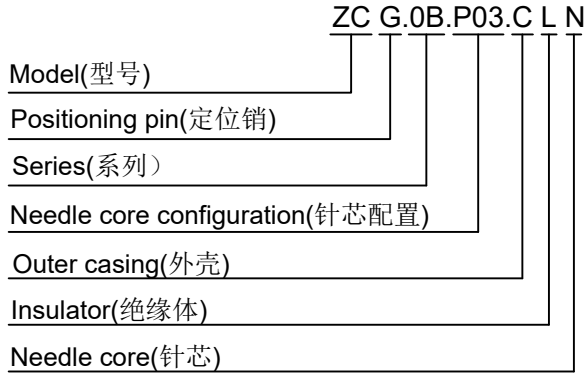 ZC G.0B.P03.C L N
Model(型号)
Positioning pin(定位销)
Series(系列）
Needle core configuration(针芯配置)
Outer casing(外壳)
Insulator(绝缘体)
Needle core(针芯)